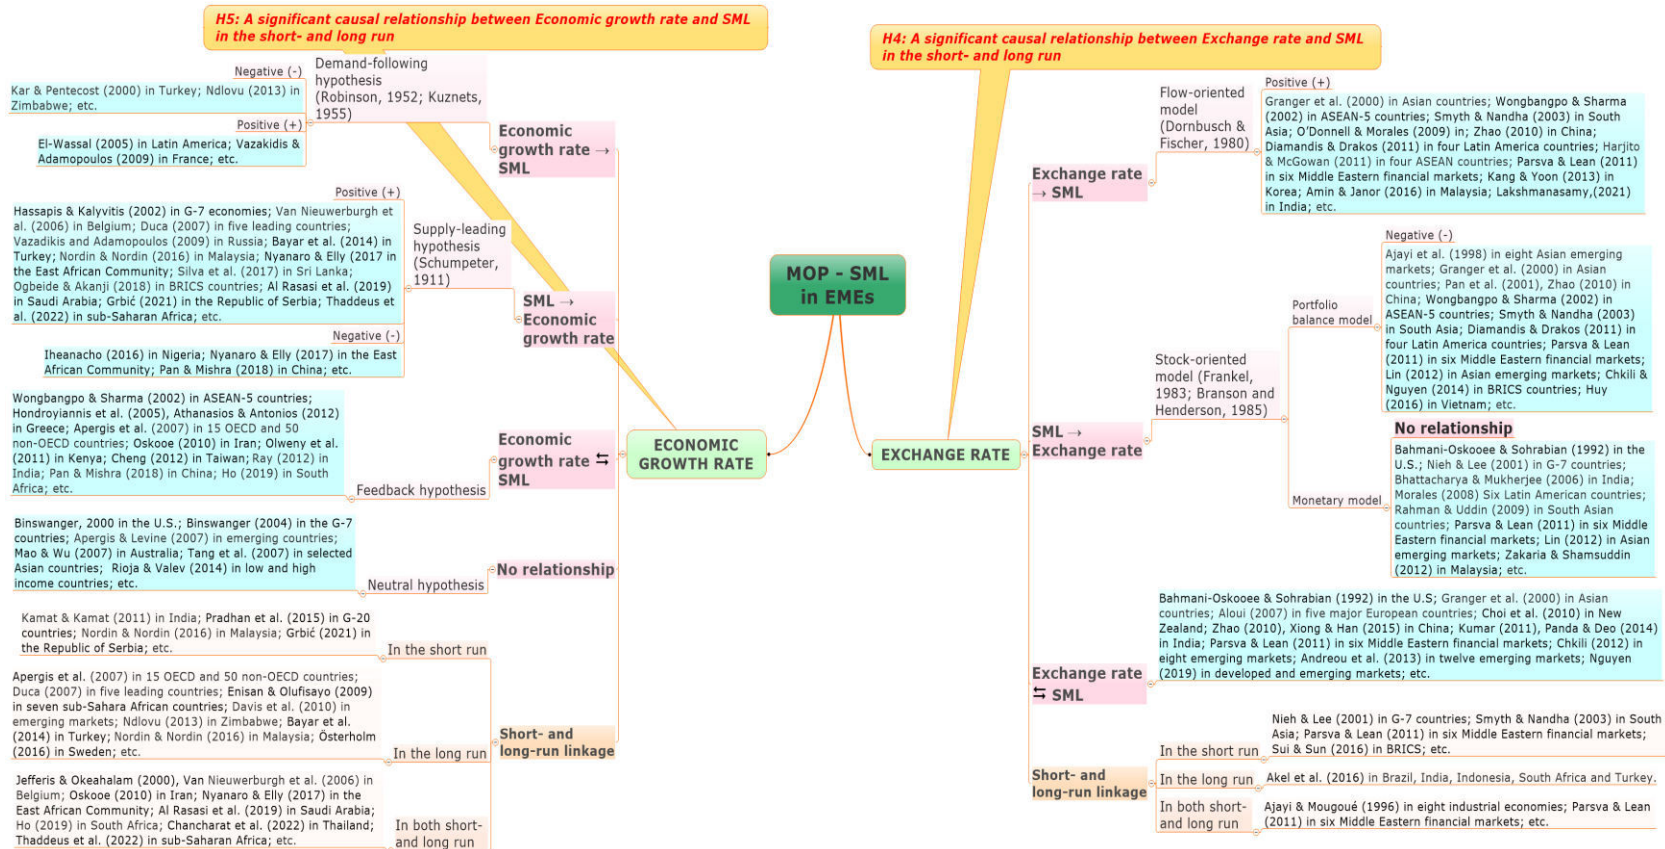 H5: A significant causal relationship between Economic growth rate and SML
in the short- and long run
H4: A significant causal relationship between Exchange rate and SML
in the short- and long run
MOP - SML
in EMEs
ECONOMIC
GROWTH RATE
Economic
growth rate →
SML
Demand-following
hypothesis
(Robinson, 1952; Kuznets,
1955)
Negative (-)
Kar & Pentecost (2000) in Turkey; Ndlovu (2013) in
Zimbabwe; etc.
Positive (+)
El-Wassal (2005) in Latin America; Vazakidis &
Adamopoulos (2009) in France; etc.
SML →
Economic
growth rate
Supply-leading
hypothesis
(Schumpeter,
1911)
Positive (+)
Hassapis & Kalyvitis (2002) in G-7 economies; Van Nieuwerburgh et
al. (2006) in Belgium; Duca (2007) in five leading countries;
Vazadikis and Adamopoulos (2009) in Russia; Bayar et al. (2014) in
Turkey; Nordin & Nordin (2016) in Malaysia; Nyanaro & Elly (2017 in
the East African Community; Silva et al. (2017) in Sri Lanka;
Ogbeide & Akanji (2018) in BRICS countries; Al Rasasi et al. (2019)
in Saudi Arabia; Grbić (2021) in the Republic of Serbia; Thaddeus et
al. (2022) in sub-Saharan Africa; etc.
Negative (-)
Iheanacho (2016) in Nigeria; Nyanaro & Elly (2017) in the East
African Community; Pan & Mishra (2018) in China; etc.
Economic
growth rate ⇆
SML
Feedback hypothesis
Wongbangpo & Sharma (2002) in ASEAN-5 countries;
Hondroyiannis et al. (2005), Athanasios & Antonios (2012)
in Greece; Apergis et al. (2007) in 15 OECD and 50
non-OECD countries; Oskooe (2010) in Iran; Olweny et al.
(2011) in Kenya; Cheng (2012) in Taiwan; Ray (2012) in
India; Pan & Mishra (2018) in China; Ho (2019) in South
Africa; etc.
No relationship
Neutral hypothesis
Binswanger, 2000 in the U.S.; Binswanger (2004) in the G-7
countries; Apergis & Levine (2007) in emerging countries;
Mao & Wu (2007) in Australia; Tang et al. (2007) in selected
Asian countries; Rioja & Valev (2014) in low and high
income countries; etc.
Short- and
long-run linkage
In the short run
Kamat & Kamat (2011) in India; Pradhan et al. (2015) in G-20
countries; Nordin & Nordin (2016) in Malaysia; Grbić (2021) in
the Republic of Serbia; etc.
In the long run
Apergis et al. (2007) in 15 OECD and 50 non-OECD countries;
Duca (2007) in five leading countries; Enisan & Olufisayo (2009)
in seven sub-Sahara African countries; Davis et al. (2010) in
emerging markets; Ndlovu (2013) in Zimbabwe; Bayar et al.
(2014) in Turkey; Nordin & Nordin (2016) in Malaysia; Österholm
(2016) in Sweden; etc.
In both short-
and long run
Jefferis & Okeahalam (2000), Van Nieuwerburgh et al. (2006) in
Belgium; Oskooe (2010) in Iran; Nyanaro & Elly (2017) in the
East African Community; Al Rasasi et al. (2019) in Saudi Arabia;
Ho (2019) in South Africa; Chancharat et al. (2022) in Thailand;
Thaddeus et al. (2022) in sub-Saharan Africa; etc.
EXCHANGE RATE
Exchange rate
→ SML
Flow-oriented
model
(Dornbusch &
Fischer, 1980)
Positive (+)
Granger et al. (2000) in Asian countries; Wongbangpo & Sharma
(2002) in ASEAN-5 countries; Smyth & Nandha (2003) in South
Asia; O'Donnell & Morales (2009) in; Zhao (2010) in China;
Diamandis & Drakos (2011) in four Latin America countries; Harjito
& McGowan (2011) in four ASEAN countries; Parsva & Lean (2011)
in six Middle Eastern financial markets; Kang & Yoon (2013) in
Korea; Amin & Janor (2016) in Malaysia; Lakshmanasamy,(2021)
in India; etc.
SML →
Exchange rate
Stock-oriented
model (Frankel,
1983; Branson and
Henderson, 1985)
Portfolio
balance model
Negative (-)
Ajayi et al. (1998) in eight Asian emerging
markets; Granger et al. (2000) in Asian
countries; Pan et al. (2001), Zhao (2010) in
China; Wongbangpo & Sharma (2002) in
ASEAN-5 countries; Smyth & Nandha (2003)
in South Asia; Diamandis & Drakos (2011) in
four Latin America countries; Parsva & Lean
(2011) in six Middle Eastern financial markets;
Lin (2012) in Asian emerging markets; Chkili &
Nguyen (2014) in BRICS countries; Huy
(2016) in Vietnam; etc.
Monetary model
No relationship
Bahmani-Oskooee & Sohrabian (1992) in the
U.S.; Nieh & Lee (2001) in G-7 countries;
Bhattacharya & Mukherjee (2006) in India;
Morales (2008) Six Latin American countries;
Rahman & Uddin (2009) in South Asian
countries; Parsva & Lean (2011) in six Middle
Eastern financial markets; Lin (2012) in Asian
emerging markets; Zakaria & Shamsuddin
(2012) in Malaysia; etc.
Exchange rate
⇆ SML
Bahmani-Oskooee & Sohrabian (1992) in the U.S; Granger et al. (2000) in Asian
countries; Aloui (2007) in five major European countries; Choi et al. (2010) in New
Zealand; Zhao (2010), Xiong & Han (2015) in China; Kumar (2011), Panda & Deo (2014)
in India; Parsva & Lean (2011) in six Middle Eastern financial markets; Chkili (2012) in
eight emerging markets; Andreou et al. (2013) in twelve emerging markets; Nguyen
(2019) in developed and emerging markets; etc.
Short- and
long-run linkage
In the short run
Nieh & Lee (2001) in G-7 countries; Smyth & Nandha (2003) in South
Asia; Parsva & Lean (2011) in six Middle Eastern financial markets;
Sui & Sun (2016) in BRICS; etc.
In the long run
Akel et al. (2016) in Brazil, India, Indonesia, South Africa and Turkey.
In both short-
and long run
Ajayi & Mougoué (1996) in eight industrial economies; Parsva & Lean
(2011) in six Middle Eastern financial markets; etc.